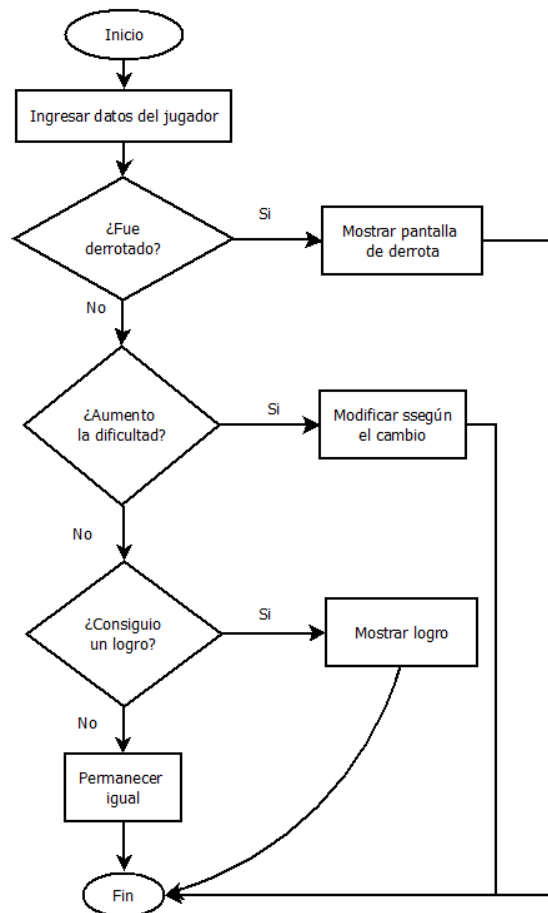 Inicio
Ingresar datos del jugador
¿Fue
derrotado?
Si
Mostrar pantalla
de derrota
No
¿Aumento
la dificultad?
Si
Modificar ssegún
el cambio
No
¿Consiguio
un logro?
Si
Mostrar logro
No
Permanecer
igual
Fin